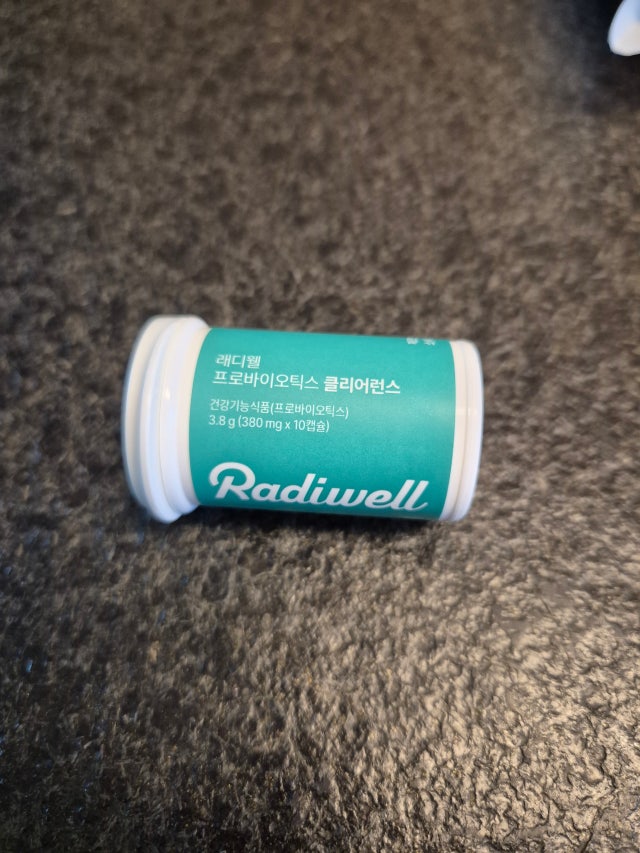 래디웰
프로바이오틱스 클리어런스
건강기능식품(프로바이오틱스)
3.8 g (380 mg x 10캡슐)
Radiwell